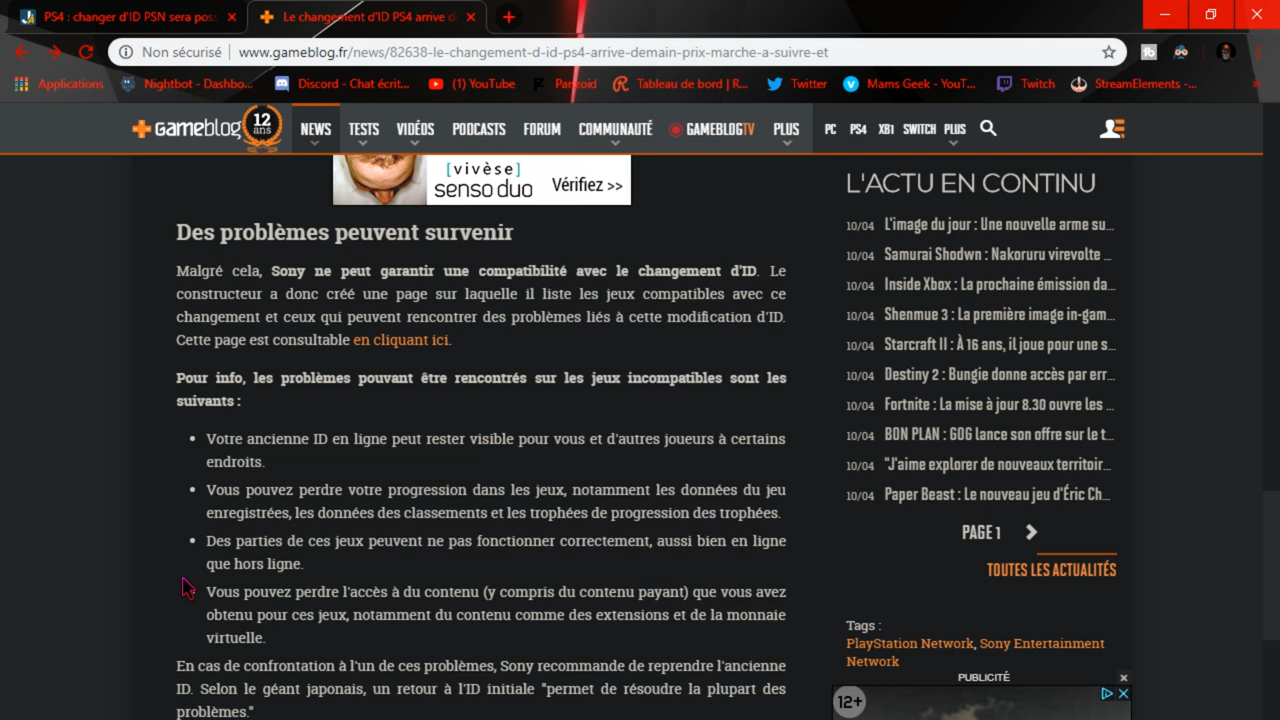 PS4 : changer d'ID PSN sera poss
Le changement d'ID PS4 arrive d
Non sécurisé
www.gameblog.fr/news/82638-le-changement-d-id-ps4-arrive-demain-prix-marche-a-suivre-et
Applications
Nightbot - Dashbo...
Discord - Chat écrit...
(1) YouTube
Tableau de bord | R...
Twitter
Mams Geek - YouT...
Twitch
StreamElements -...
GAMEBLOG
12
ans
NEWS
TESTS
VIDÉOS
PODCASTS
FORUM
COMMUNAUTÉ
GAMEBLOGTV
PLUS
PC
PS4
XB1
SWITCH
PLUS
[vivèse]
senso duo
Vérifiez >>
Des problèmes peuvent survenir
Malgré cela, Sony ne peut garantir une compatibilité avec le changement d'ID. Le
constructeur a donc créé une page sur laquelle il liste les jeux compatibles avec ce
changement et ceux qui peuvent rencontrer des problèmes liés à cette modification d'ID.
Cette page est consultable en cliquant ici.
Pour info, les problèmes pouvant être rencontrés sur les jeux incompatibles sont les
suivants :
• Votre ancienne ID en ligne peut rester visible pour vous et d'autres joueurs à certains
endroits.
• Vous pouvez perdre votre progression dans les jeux, notamment les données du jeu
enregistrées, les données des classements et les trophées de progression des trophées.
• Des parties de ces jeux peuvent ne pas fonctionner correctement, aussi bien en ligne
que hors ligne.
Vous pouvez perdre l'accès à du contenu (y compris du contenu payant) que vous avez
obtenu pour ces jeux, notamment du contenu comme des extensions et de la monnaie
virtuelle.
En cas de confrontation à l'un de ces problèmes, Sony recommande de reprendre l'ancienne
ID. Selon le géant japonais, un retour à l'ID initiale "permet de résoudre la plupart des
problèmes."
L'ACTU EN CONTINU
10/04 L'image du jour : Une nouvelle arme su...
10/04 Samurai Shodwn : Nakoruru virevolte ...
10/04 Inside Xbox : La prochaine émission da...
10/04 Shenmue 3 : La première image in-gam...
10/04 Starcraft II : À 16 ans, il joue pour une s...
10/04 Destiny 2 : Bungie donne accès par err...
10/04 Fortnite : La mise à jour 8.30 ouvre les ...
10/04 BON PLAN : GOG lance son offre sur le t...
10/04 "J'aime explorer de nouveaux territoir...
10/04 Paper Beast : Le nouveau jeu d'Éric Ch...
PAGE 1
TOUTES LES ACTUALITÉS
Tags :
PlayStation Network, Sony Entertainment
Network
PUBLICITÉ
12+